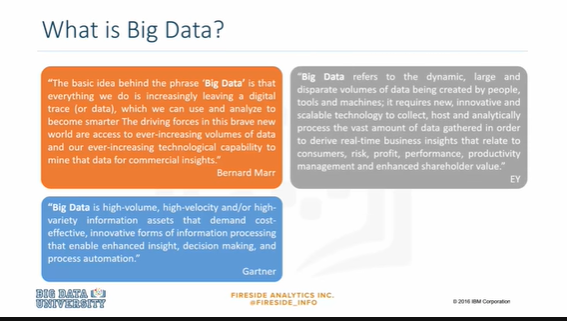 What is Big Data?
“The basic idea behind the phrase ‘Big Data’ is that
everything we do is increasingly leaving a digital
trace (or data), which we can use and analyze to
become smarter The driving forces in this brave new
world are access to ever-increasing volumes of data
and our ever-increasing technological capability to
mine that data for commercial insights.”
Bernard Marr
“Big Data refers to the dynamic, large and
disparate volumes of data being created by people,
tools and machines; it requires new, innovative and
scalable technology to collect, host and analytically
process the vast amount of data gathered in order
to derive real-time business insights that relate to
consumers, risk, profit, performance, productivity
management and enhanced shareholder value.”
EY
“Big Data is high-volume, high-velocity and/or high-
variety information assets that demand cost-
effective, innovative forms of information processing
that enable enhanced insight, decision making, and
process automation.”
Gartner
BIG DATA
UNIVERSITY
FIRESIDE ANALYTICS INC.
@FIRESIDE_INFO
© 2016 IBM Corporation